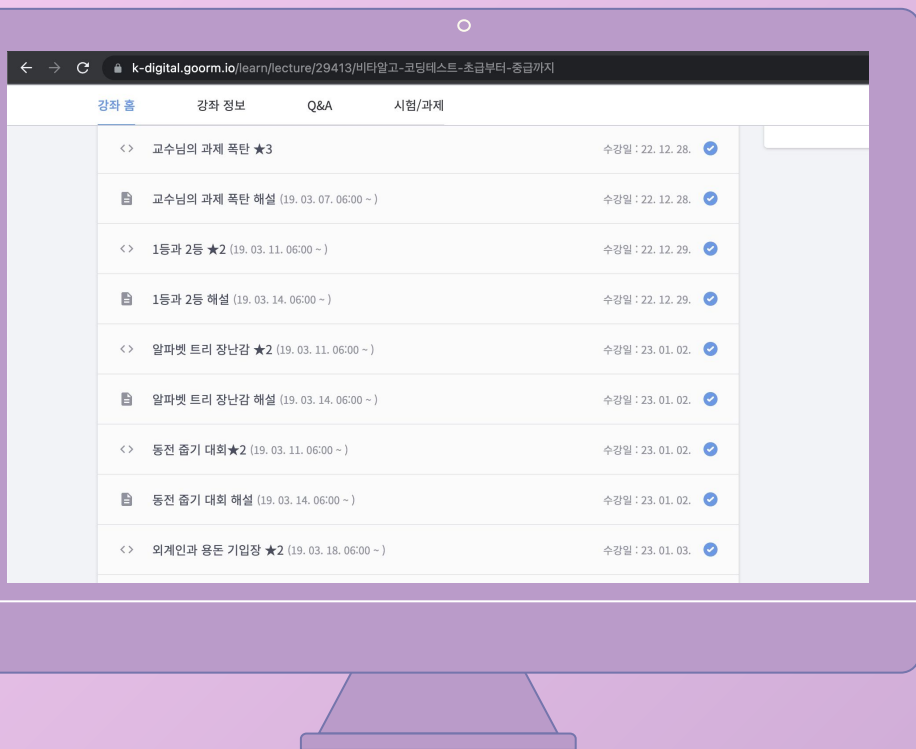 k-digital.goorm.io/learn/lecture/29413/비타알고-코딩테스트-초급부터-중급까지
강좌 홈 강좌 정보 Q&A 시험/과제
교수님의 과제 폭탄 ★3 수강일 : 22. 12. 28.
교수님의 과제 폭탄 해설 (19. 03. 07. 06:00 ~ ) 수강일 : 22. 12. 28.
1등과 2등 ★2 (19. 03. 11. 06:00 ~ ) 수강일 : 22. 12. 29.
1등과 2등 해설 (19. 03. 14. 06:00 ~ ) 수강일 : 22. 12. 29.
알파벳 트리 장난감 ★2 (19. 03. 11. 06:00 ~ ) 수강일 : 23. 01. 02.
알파벳 트리 장난감 해설 (19. 03. 14. 06:00 ~ ) 수강일 : 23. 01. 02.
동전 줍기 대회★2 (19. 03. 11. 06:00 ~ ) 수강일 : 23. 01. 02.
동전 줍기 대회 해설 (19. 03. 14. 06:00 ~ ) 수강일 : 23. 01. 02.
외계인과 용돈 기입장 ★2 (19. 03. 18. 06:00 ~ ) 수강일 : 23. 01. 03.